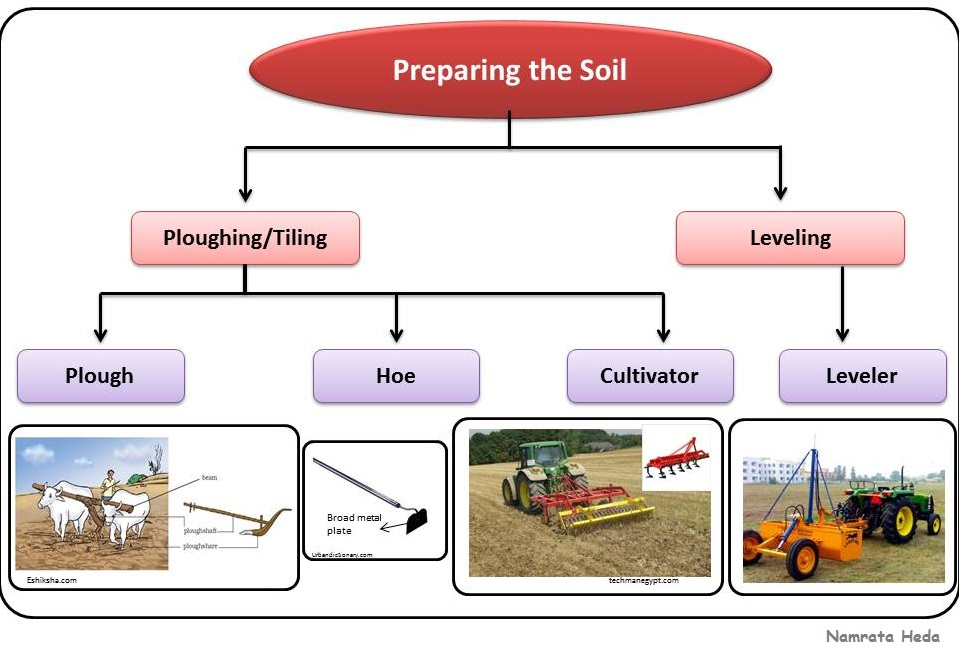 Preparing the Soil
Ploughing/Tiling
Leveling
Plough
Hoe
Cultivator
Leveler
beam
ploughshaft
ploughshare
Eshiksha.com
Broad metal
plate
Urbandictionary.com
techmanegypt.com
Namrata Heda